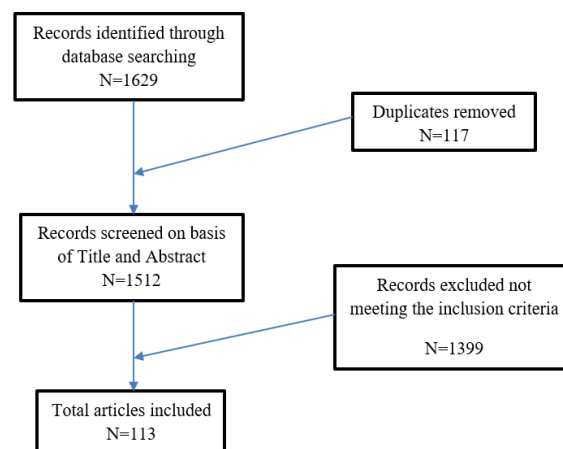 Records identified through
database searching
N=1629
Duplicates removed
N=117
Records screened on basis
of Title and Abstract
N=1512
Records excluded not
meeting the inclusion criteria
N=1399
Total articles included
N=113